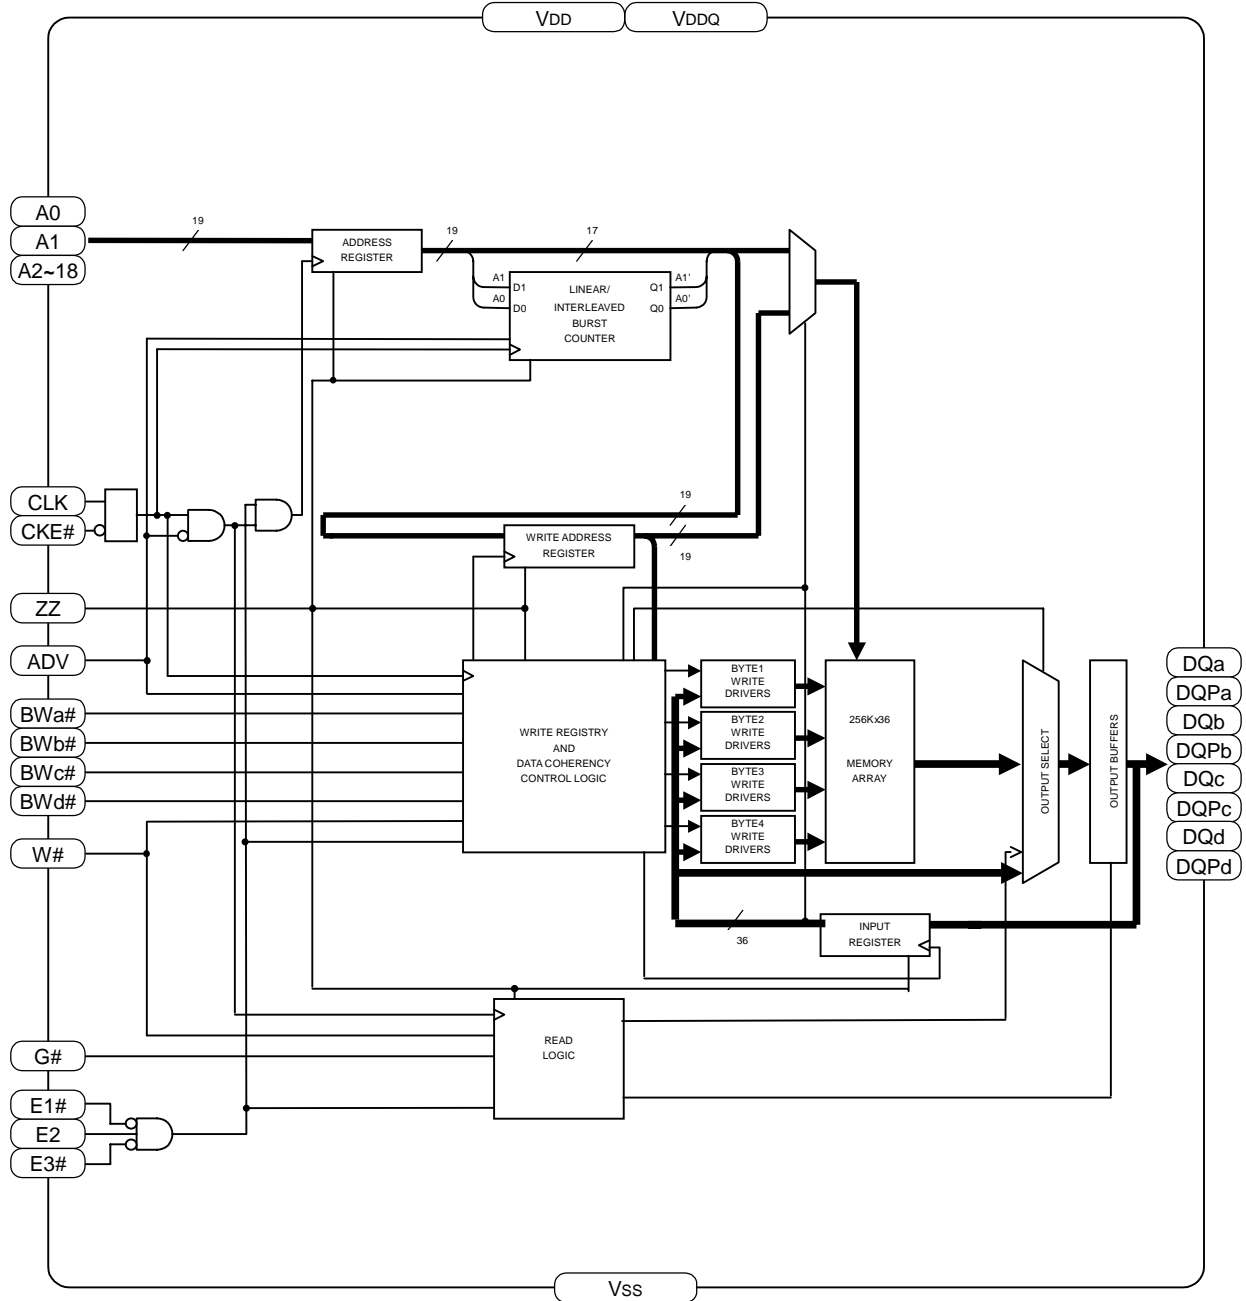 VDD VDDQ
A0
A1
A2~18
19
ADDRESS
REGISTER
19
17
A1
A0
D1
D0
LINEAR/
INTERLEAVED
BURST
COUNTER
Q1
Q0
A1'
A0'
CLK
CKE#
19
19
WRITE ADDRESS
REGISTER
ZZ
ADV
BWa#
BWb#
BWc#
BWd#
W#
WRITE REGISTRY
AND
DATA COHERENCY
CONTROL LOGIC
BYTE1
WRITE
DRIVERS
BYTE2
WRITE
DRIVERS
BYTE3
WRITE
DRIVERS
BYTE4
WRITE
DRIVERS
256Kx36
MEMORY
ARRAY
OUTPUT SELECT
OUTPUT BUFFERS
DQa
DQPa
DQb
DQPb
DQc
DQPc
DQd
DQPd
36
INPUT
REGISTER
READ
LOGIC
G#
E1#
E2
E3#
VSS